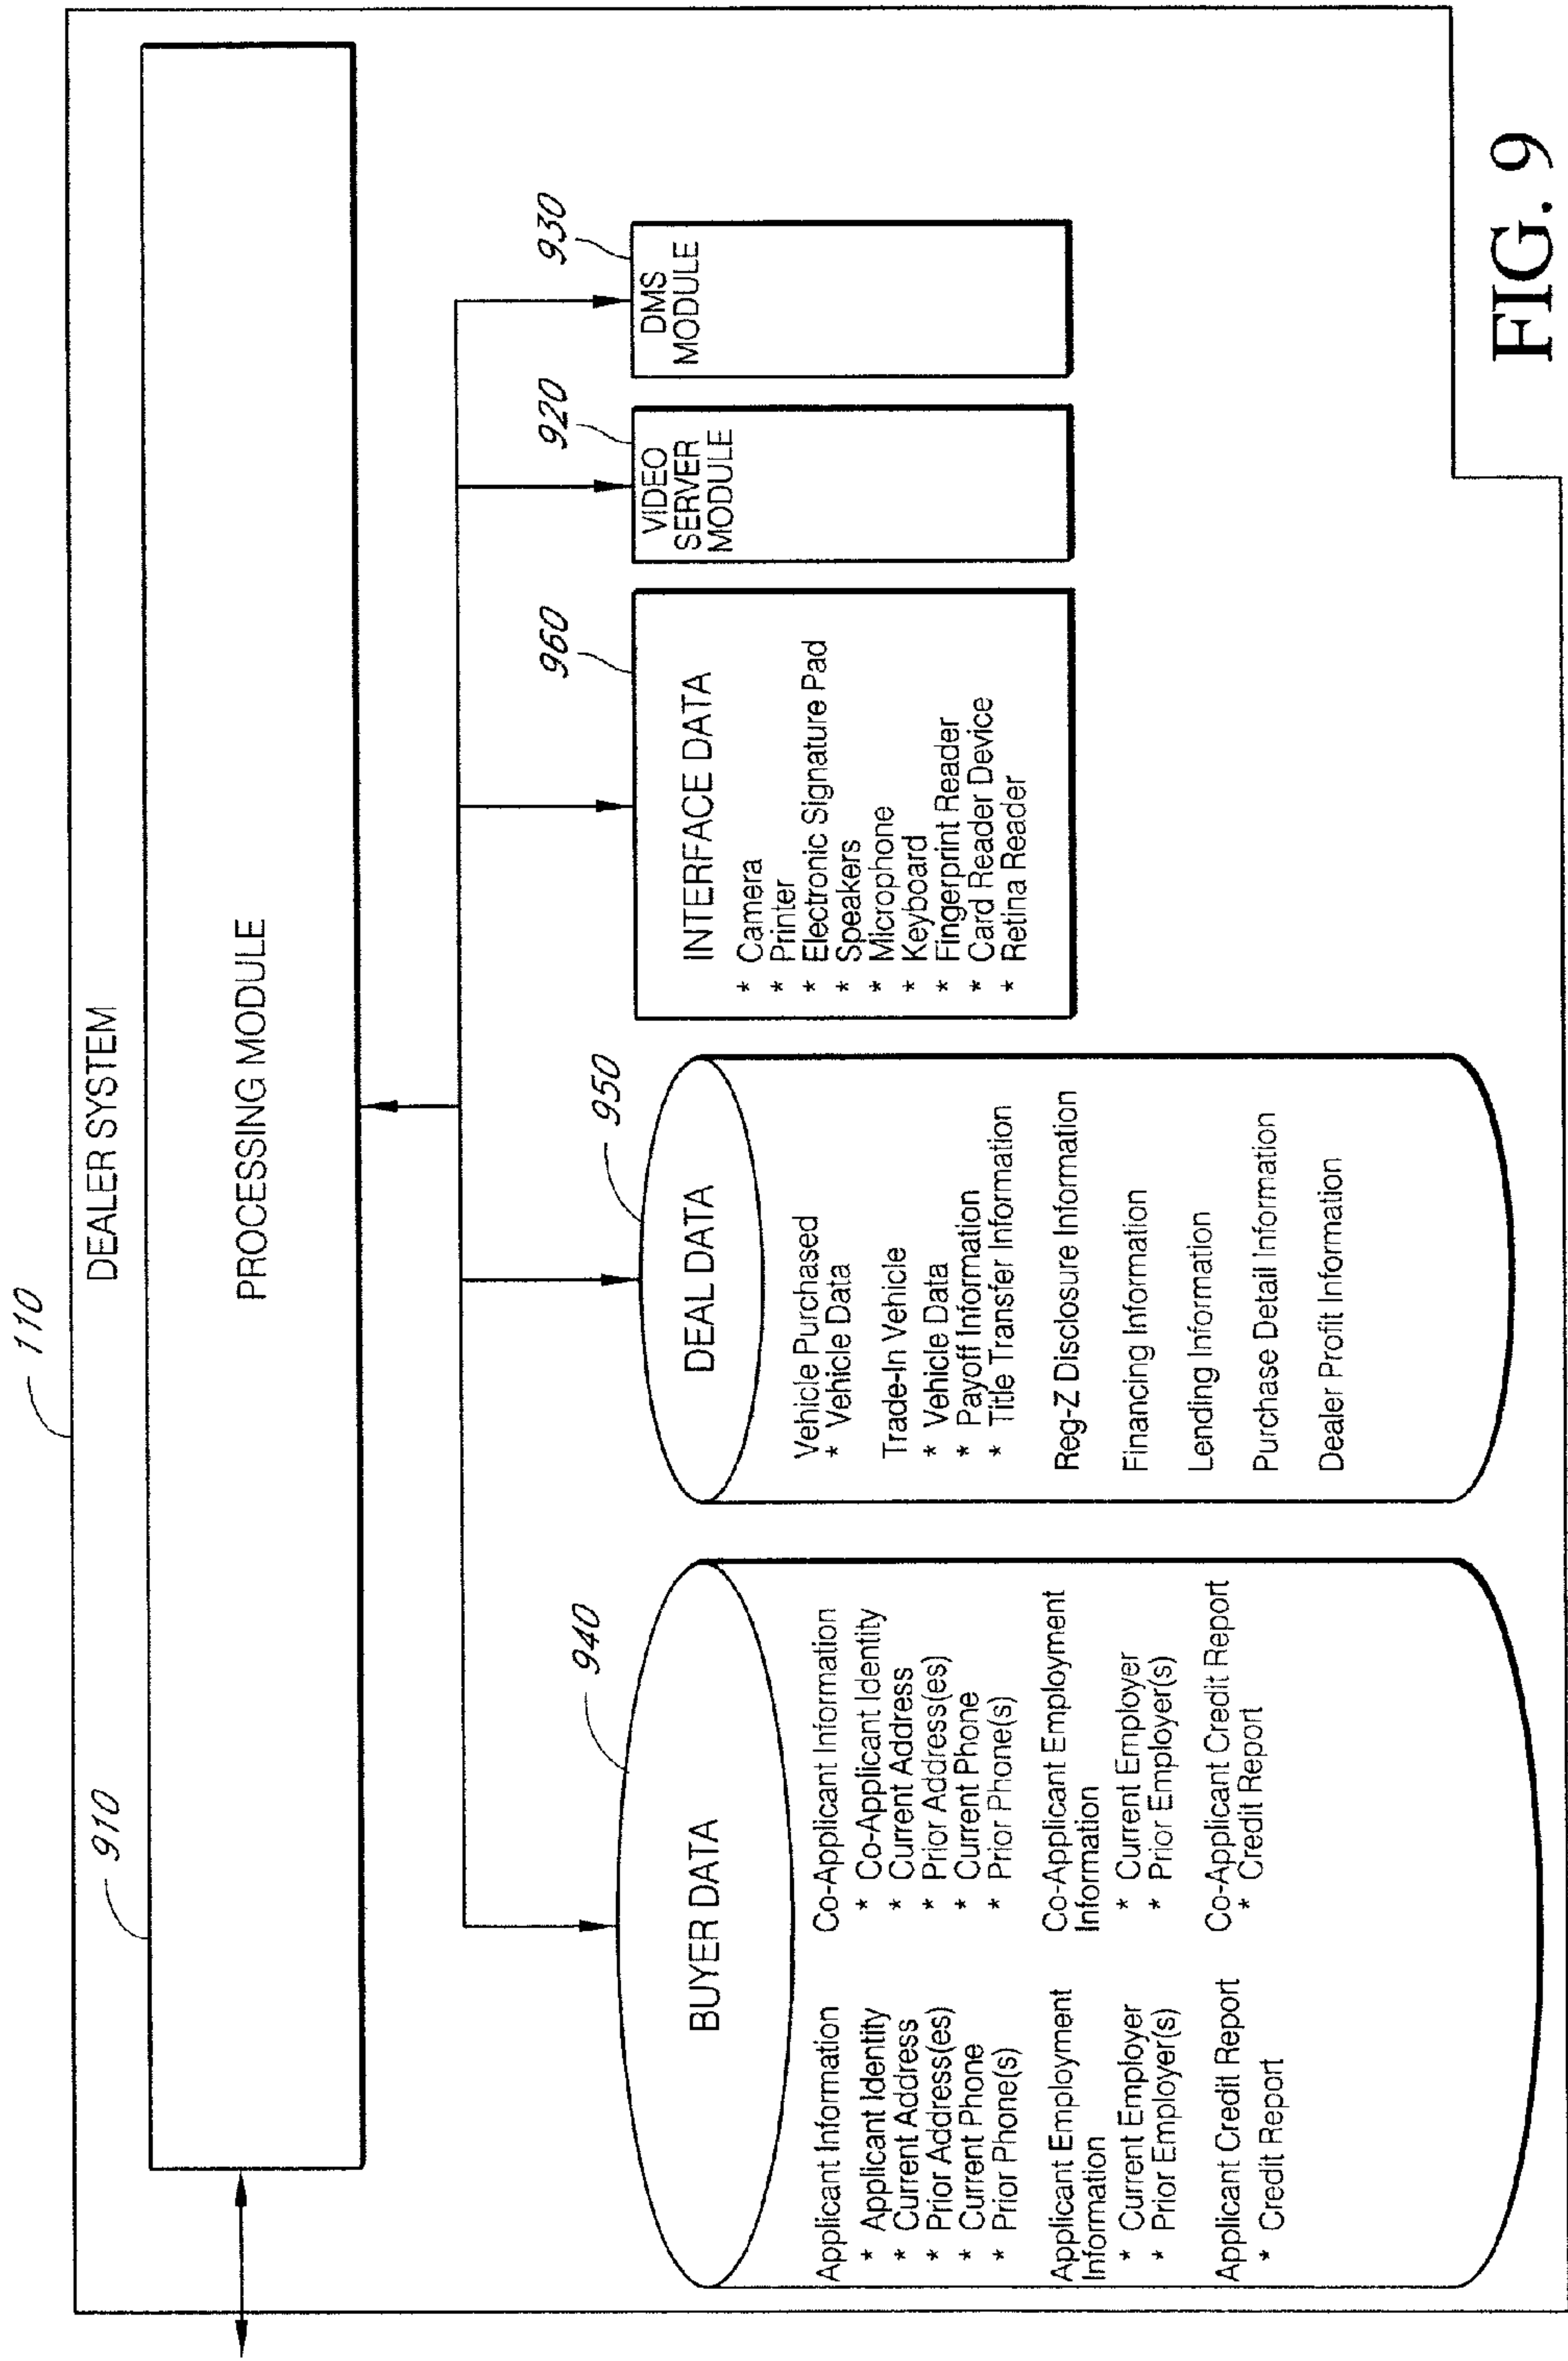 110
DEALER SYSTEM
910
PROCESSING MODULE
940
BUYER DATA
Applicant Information
* Applicant Identity
* Current Address
* Prior Address(es)
* Current Phone
* Prior Phone(s)
Applicant Employment
Information
* Current Employer
* Prior Employer(s)
Applicant Credit Report
* Credit Report
Co-Applicant Information
* Co-Applicant Identity
* Current Address
* Prior Address(es)
* Current Phone
* Prior Phone(s)
Co-Applicant Employment
Information
* Current Employer
* Prior Employer(s)
Co-Applicant Credit Report
* Credit Report
950
DEAL DATA
Vehicle Purchased
* Vehicle Data
Trade-In Vehicle
* Vehicle Data
* Payoff Information
* Title Transfer Information
Reg-Z Disclosure Information
Financing Information
Lending Information
Purchase Detail Information
Dealer Profit Information
960
INTERFACE DATA
* Camera
* Printer
* Electronic Signature Pad
* Speakers
* Microphone
* Keyboard
* Fingerprint Reader
* Card Reader Device
* Retina Reader
920
VIDEO
SERVER
MODULE
930
DMS
MODULE
FIG. 9